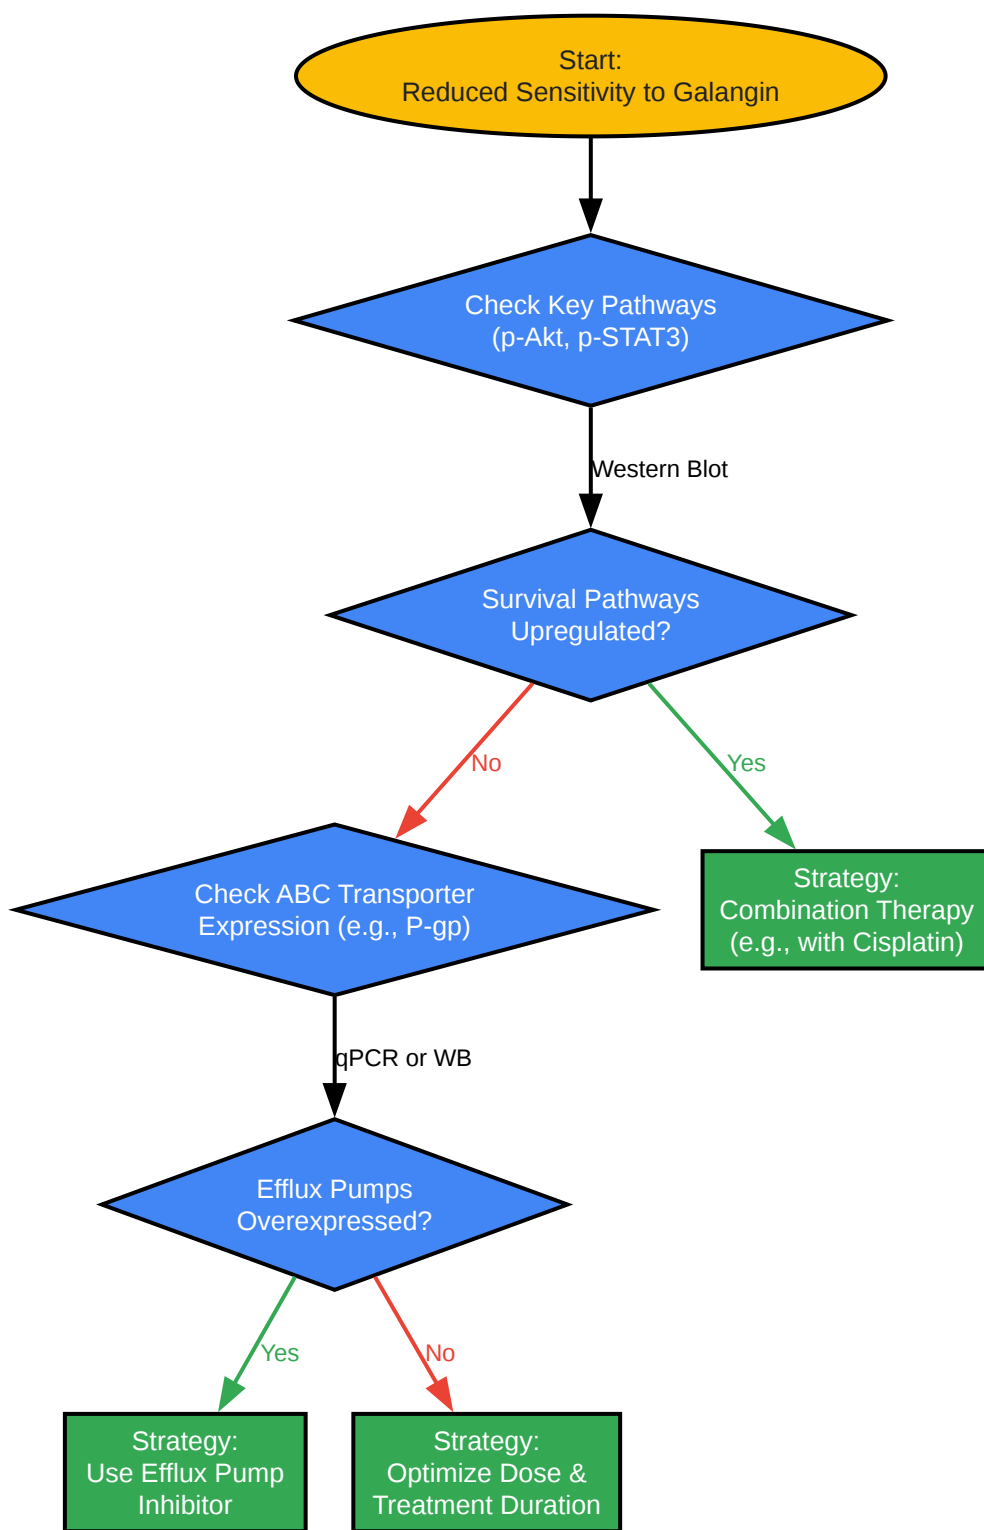 Start:
Reduced Sensitivity to Galangin
Check Key Pathways
(p-Akt, p-STAT3)
Western Blot
Survival Pathways
Upregulated?
No
Yes
Check ABC Transporter
Expression (e.g., P-gp)
Strategy:
Combination Therapy
(e.g., with Cisplatin)
qPCR or WB
Efflux Pumps
Overexpressed?
Yes
No
Strategy:
Use Efflux Pump
Inhibitor
Strategy:
Optimize Dose &
Treatment Duration